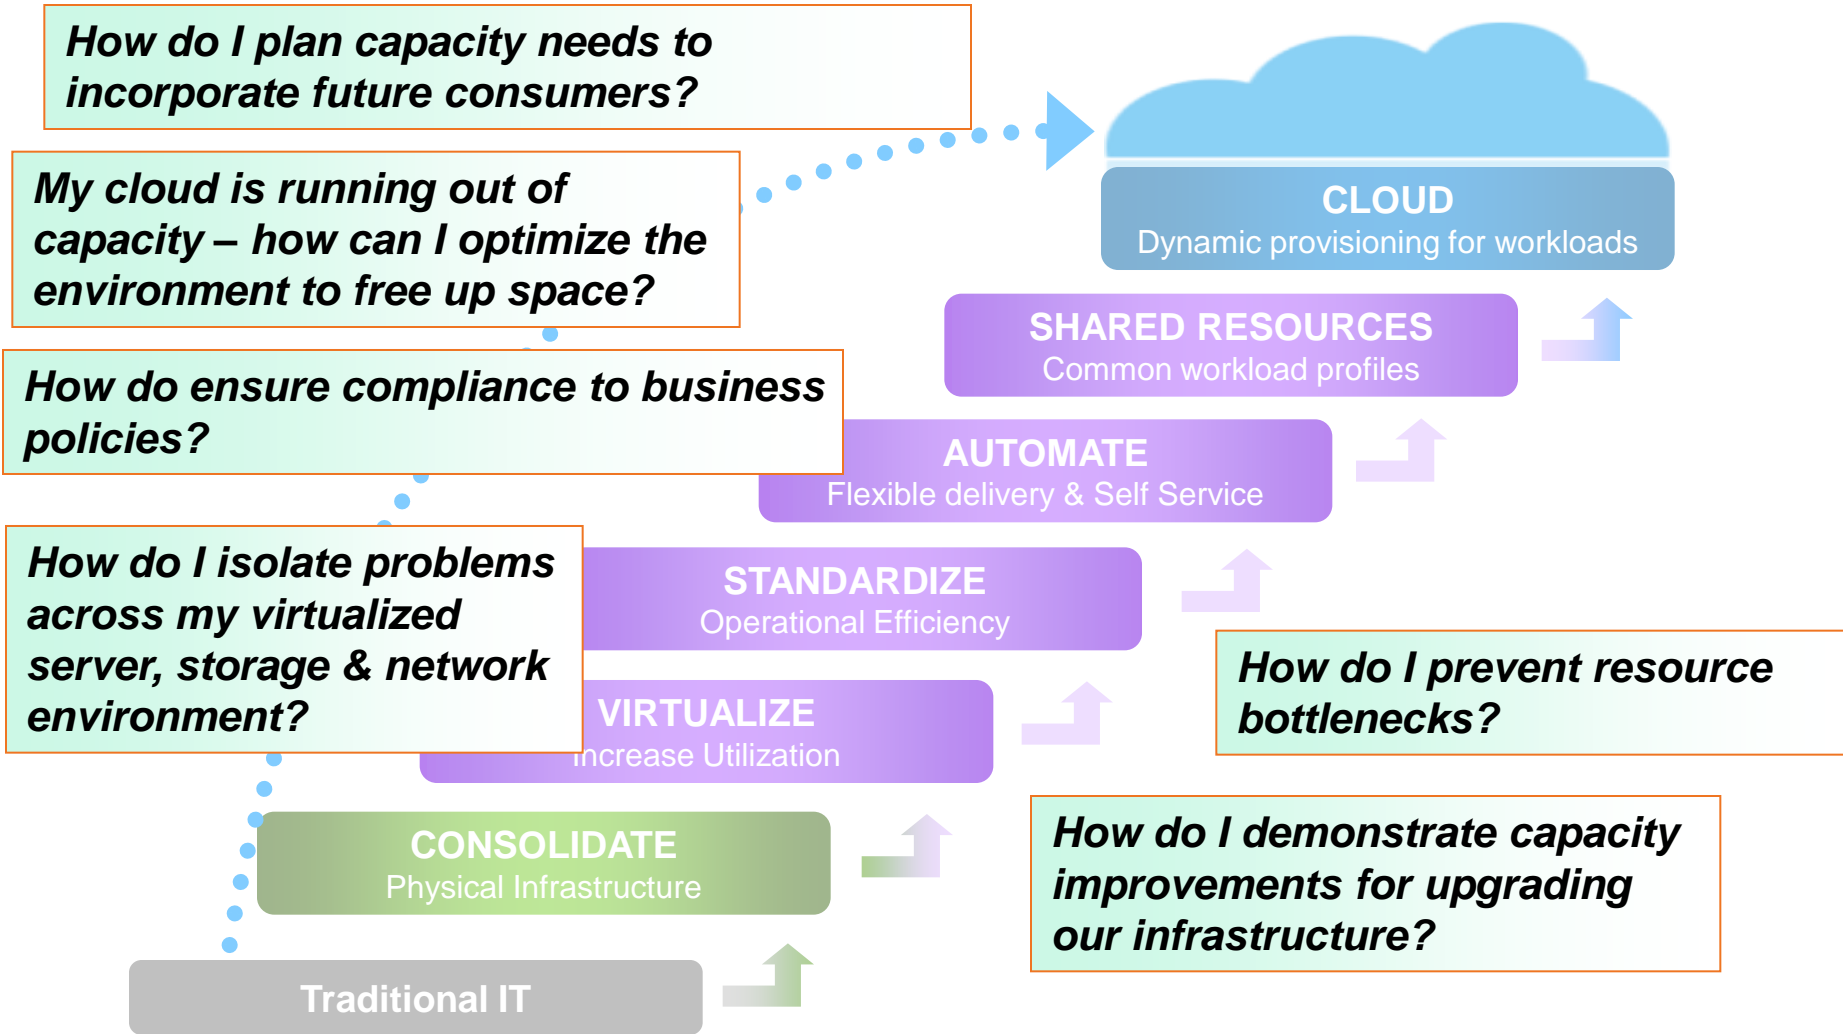 How do I plan capacity needs to
incorporate future consumers?
My cloud is running out of
capacity – how can I optimize the
environment to free up space?
How do ensure compliance to business
policies?
How do I isolate problems
across my virtualized
server, storage & network
environment?
CLOUD
Dynamic provisioning for workloads
SHARED RESOURCES
Common workload profiles
AUTOMATE
Flexible delivery & Self Service
STANDARDIZE
Operational Efficiency
VIRTUALIZE
Increase Utilization
CONSOLIDATE
Physical Infrastructure
Traditional IT
How do I prevent resource
bottlenecks?
How do I demonstrate capacity
improvements for upgrading
our infrastructure?